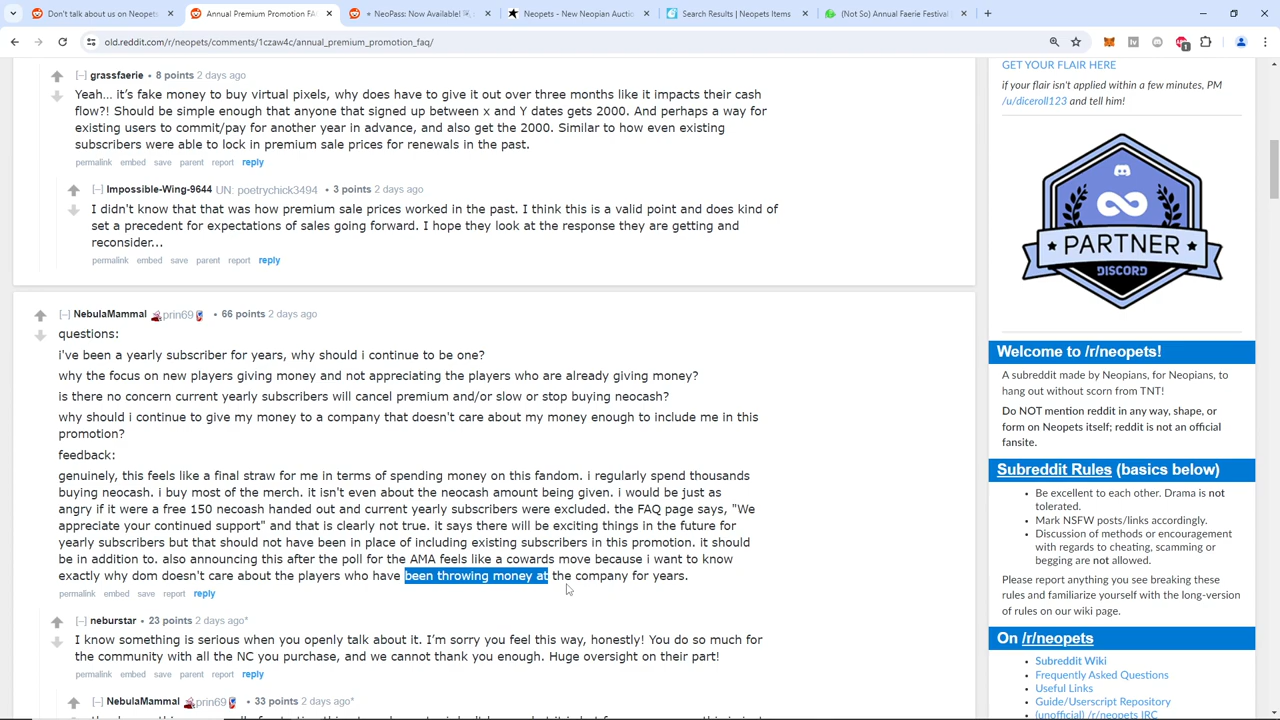 Don't talk about us on Neopets
Annual Premium Promotion FA
NeoPass: Now Available!
Neopets - New Neopian Auctio
Search Results | Neopets Items
(Not So) Annual Faerie Festival
old.reddit.com/r/neopets/comments/1czaw4c/annual_premium_promotion_faq/
[–] grassfaerie • 8 points 2 days ago
Yeah… it's fake money to buy virtual pixels, why does have to give it out over three months like it impacts their cash
flow?! Should be simple enough that anyone that signed up between x and Y dates gets 2000. And perhaps a way for
existing users to commit/pay for another year in advance, and also get the 2000. Similar to how even existing
subscribers were able to lock in premium sale prices for renewals in the past.
permalink embed save parent report reply
[–] Impossible-Wing-9644 UN: poetrychick3494 • 3 points 2 days ago
I didn't know that that was how premium sale prices worked in the past. I think this is a valid point and does kind of
set a precedent for expectations of sales going forward. I hope they look at the response they are getting and
reconsider...
permalink embed save parent report reply
[–] NebulaMammal prin69 • 66 points 2 days ago
questions:
i've been a yearly subscriber for years, why should i continue to be one?
why the focus on new players giving money and not appreciating the players who are already giving money?
is there no concern current yearly subscribers will cancel premium and/or slow or stop buying neocash?
why should i continue to give my money to a company that doesn't care about my money enough to include me in this
promotion?
feedback:
genuinely, this feels like a final straw for me in terms of spending money on this fandom. i regularly spend thousands
buying neocash. i buy most of the merch. it isn't even about the neocash amount being given. i would be just as
angry if it were a free 150 necoash handed out and current yearly subscribers were excluded. the FAQ page says, "We
appreciate your continued support" and that is clearly not true. it says there will be exciting things in the future for
yearly subscribers but that should not have been in place of including existing subscribers in this promotion. it should
be in addition to. also announcing this after the poll for the AMA feels like a cowards move because i want to know
exactly why dom doesn't care about the players who have been throwing money at the company for years.
permalink embed save report reply
[–] neburstar • 23 points 2 days ago*
I know something is serious when you openly talk about it. I'm sorry you feel this way, honestly! You do so much for
the community with all the NC you purchase, and we cannot thank you enough. Huge oversight on their part!
permalink embed save parent report reply
[–] NebulaMammal prin69 • 33 points 2 days ago*
GET YOUR FLAIR HERE
if your flair isn't applied within a few minutes, PM
/u/diceroll123 and tell him!
PARTNER
DISCORD
Welcome to /r/neopets!
A subreddit made by Neopians, for Neopians, to
hang out without scorn from TNT!
Do NOT mention reddit in any way, shape, or
form on Neopets itself; reddit is not an official
fansite.
Subreddit Rules (basics below)
• Be excellent to each other. Drama is not
tolerated.
• Mark NSFW posts/links accordingly.
• Discussion of methods or encouragement
with regards to cheating, scamming or
begging are not allowed.
Please report anything you see breaking these
rules and familiarize yourself with the long-version
of rules on our wiki page.
On /r/neopets
• Subreddit Wiki
• Frequently Asked Questions
• Useful Links
• Guide/Userscript Repository
• (unofficial) /r/neopets IRC